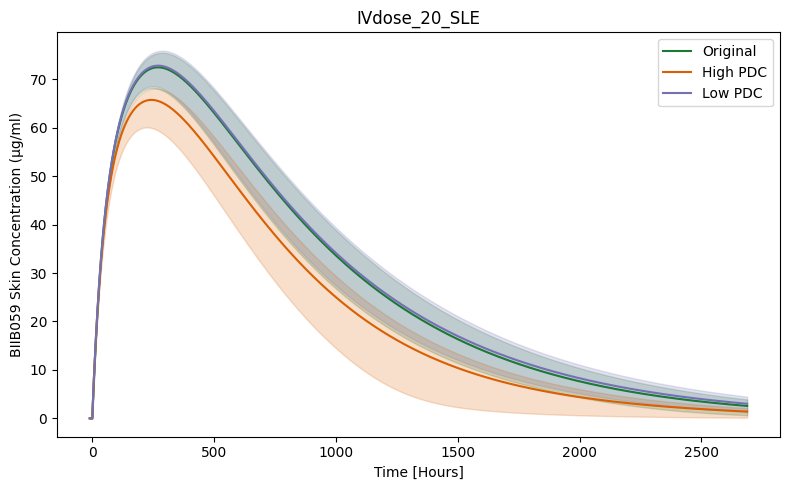 IVdose_20_SLE
Original
High PDC
Low PDC
BIIB059 Skin Concentration (µg/ml)
70
60
50
40
30
20
10
0
0 500 1000 1500 2000 2500
Time [Hours]